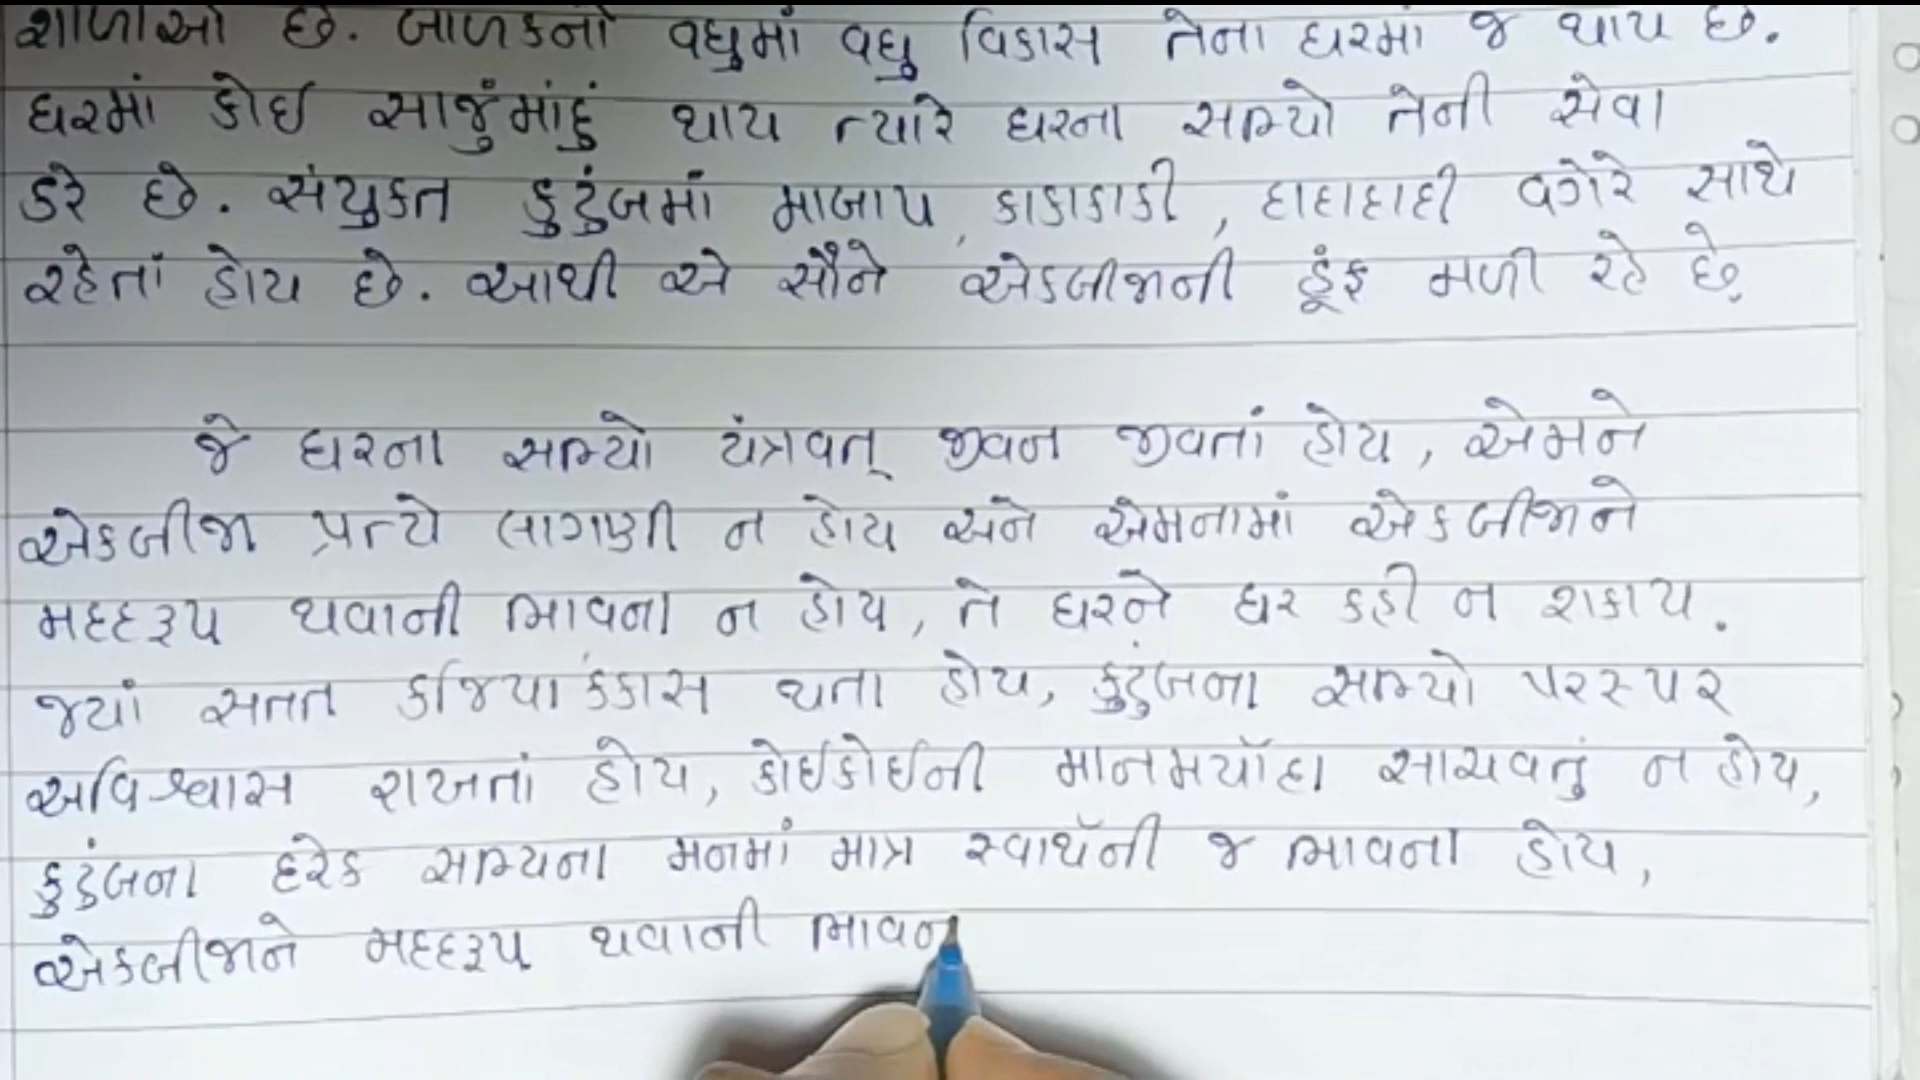 શાળાઓ છે. બાળકનો વધુમાં વધુ વિકાસ તેના ઘરમાં જ થાય છે.
ઘરમાં કોઈ સાજુંમાંદું થાય ત્યારે ઘરના સભ્યો તેની સેવા
કરે છે. સંયુક્ત કુટુંબમાં માબાપ, કાકાકાકી, દાદાદાદી વગેરે સાથે
રહેતાં હોય છે. આથી એ સૌને એકબીજાની હૂંફ મળી રહે છે.
જે ઘરના સભ્યો યંત્રવત્ જીવન જીવતાં હોય, એમને
એકબીજા પ્રત્યે લાગણી ન હોય અને એમનામાં એકબીજાને
મદદરૂપ થવાની ભાવના ન હોય, તે ઘરને ઘર કહી ન શકાય.
જ્યાં સતત કજિયાકંકાસ થતા હોય, કુટુંબના સભ્યો પરસ્પર
અવિશ્વાસ રાખતાં હોય, કોઈકોઈની માનમર્યાદા સાચવતું ન હોય,
કુટુંબના દરેક સભ્યના મનમાં માત્ર સ્વાર્થની જ ભાવના હોય,
એકબીજાને મદદરૂપ થવાની ભાવન